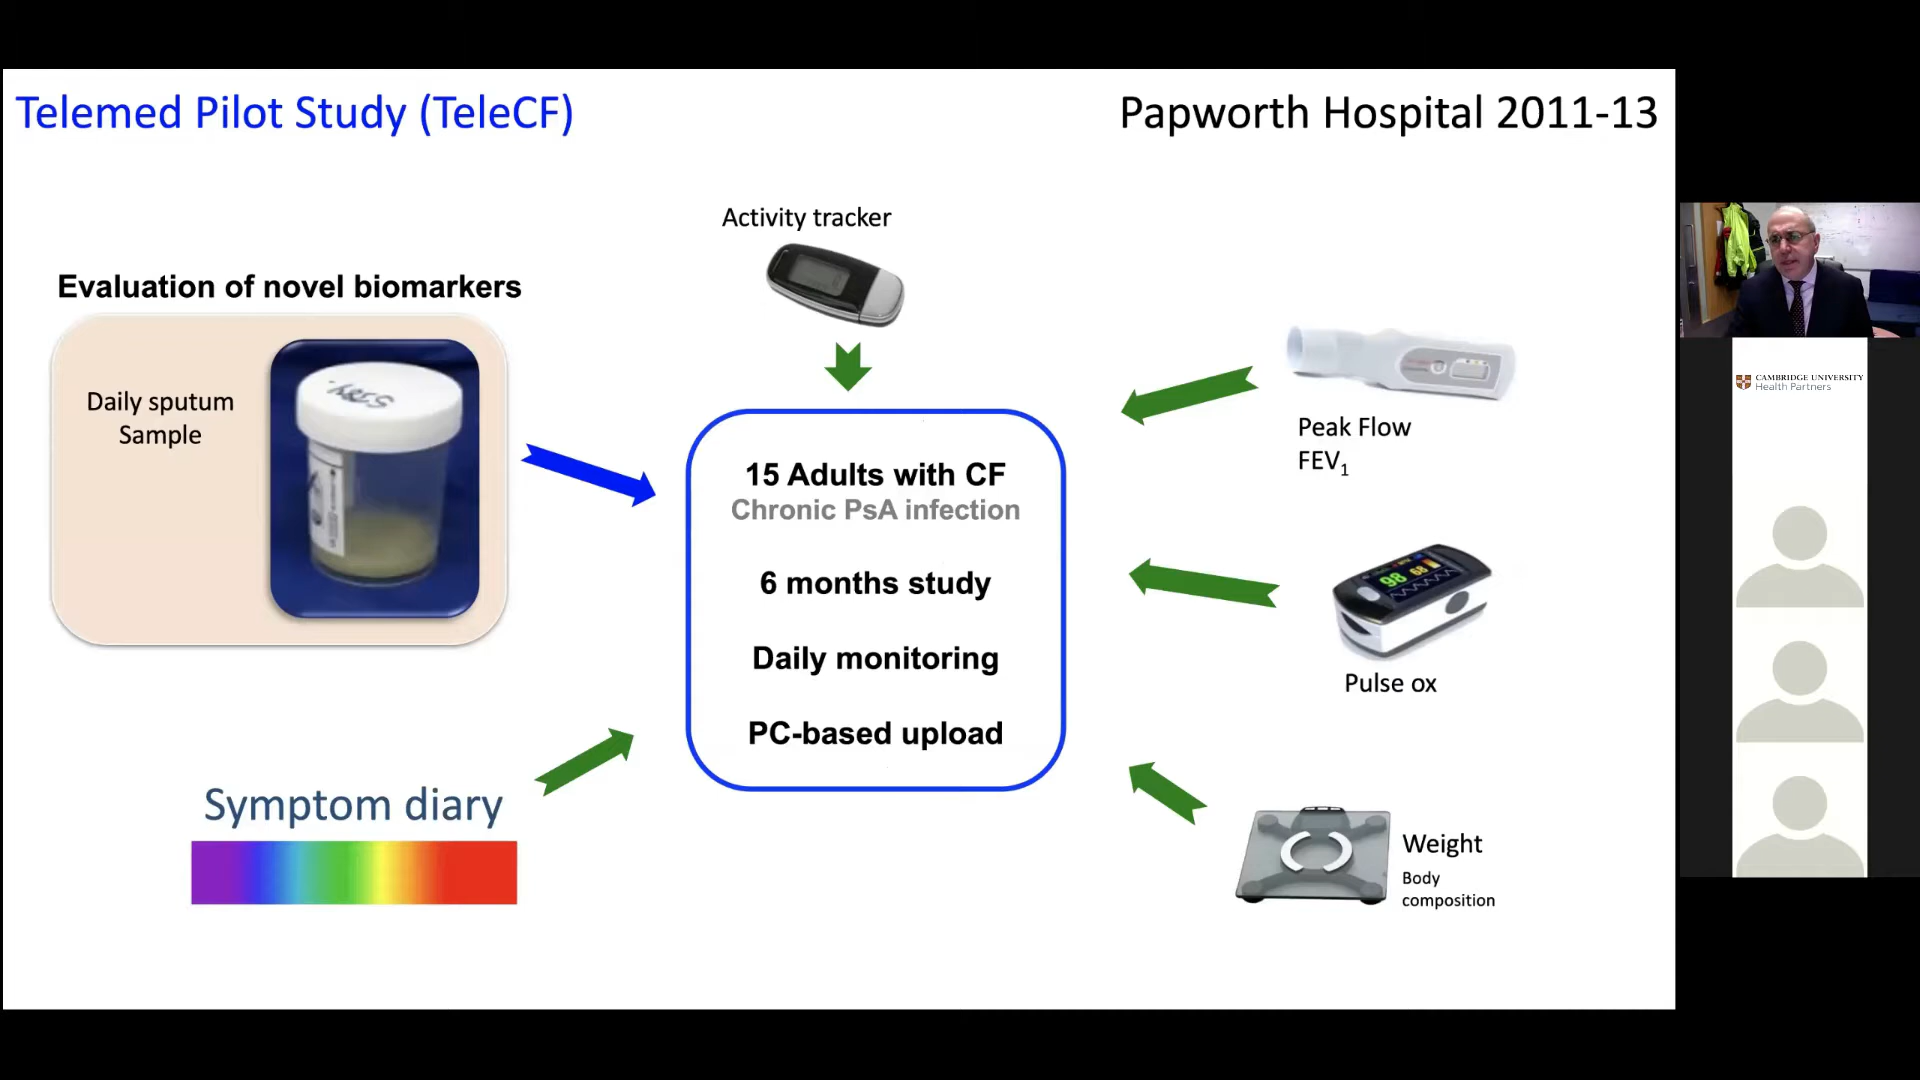 Telemed Pilot Study (TeleCF)
Papworth Hospital 2011-13
Activity tracker
Evaluation of novel biomarkers
Daily sputum
Sample
Peak Flow
FEV₁
15 Adults with CF
Chronic PsA infection
6 months study
Daily monitoring
PC-based upload
98 68
Pulse ox
Symptom diary
Weight
Body
composition
CAMBRIDGE UNIVERSITY
Health Partners